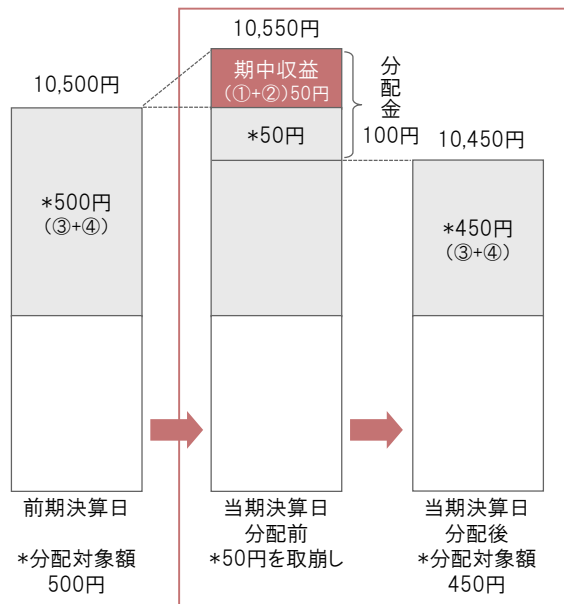 10,500円
*500円
(③+④)
前期決算日
*分配対象額
500円
10,550円
期中収益
(①+②)50円
*50円
分配金
100円
当期決算日
分配前
*50円を取崩し
10,450円
*450円
(③+④)
当期決算日
分配後
*分配対象額
450円